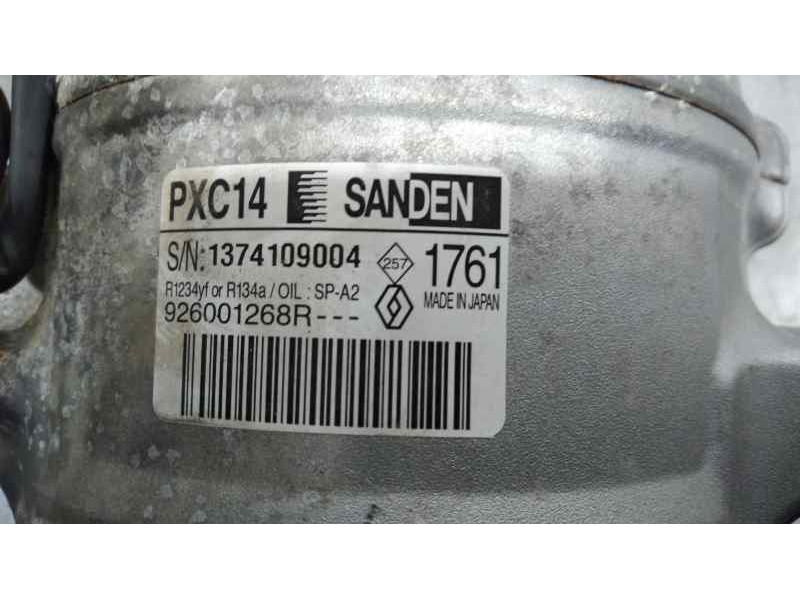 PXC14 SANDEN
S/N: 1374109004 257 1761
R1234yf or R134a / OIL : SP-A2 MADE IN JAPAN
926001268R---